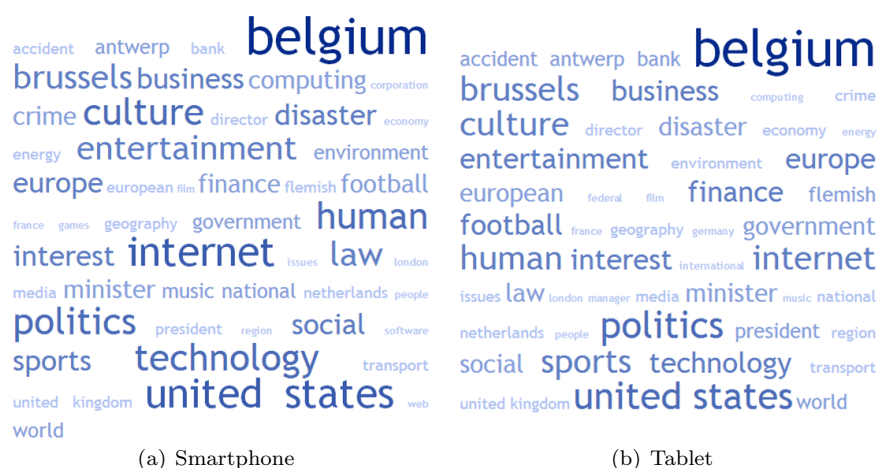 accident antwerp bank belgium
brussels business computing corporation
crime culture director disaster economy
energy entertainment environment
europe european film finance flemish football
france games geography government human
interest internet issues law london
media minister music national netherlands people
politics president region social software
sports technology transport
united kingdom united states web
world
(a) Smartphone
accident antwerp bank belgium
brussels business computing crime
culture director disaster economy energy
entertainment environment europe
european federal film finance flemish
football france geography germany government
human interest international internet
issues law london manager media minister music national
netherlands people politics president region
social sports technology transport
united kingdom united states world
(b) Tablet